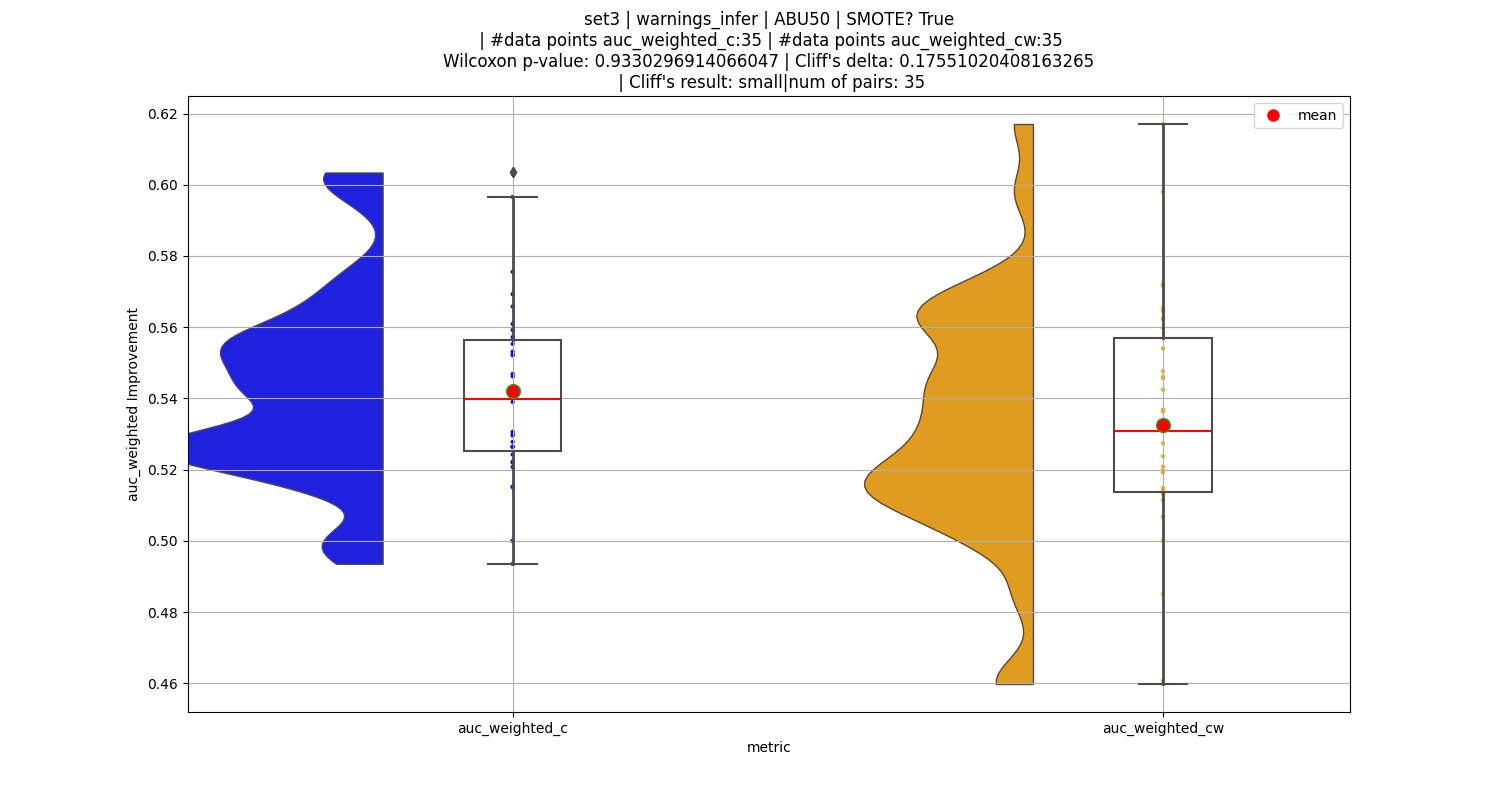 set3 | warnings_infer | ABU50 | SMOTE? True
| #data points auc_weighted_c:35 | #data points auc_weighted_cw:35
Wilcoxon p-value: 0.9330296914066047 | Cliff's delta: 0.17551020408163265
| Cliff's result: small|num of pairs: 35
mean
0.62
0.60
0.58
0.56
0.54
0.52
0.50
0.48
0.46
auc_weighted Improvement
auc_weighted_c
auc_weighted_cw
metric